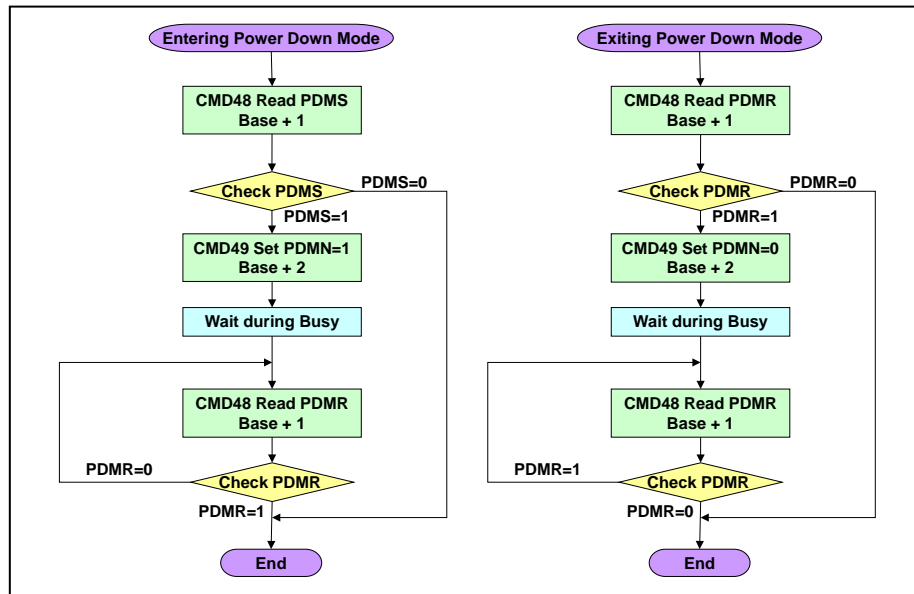 Entering Power Down Mode
CMD48 Read PDMS
Base + 1
Check PDMS
PDMS=0
PDMS=1
CMD49 Set PDMN=1
Base + 2
Wait during Busy
CMD48 Read PDMR
Base + 1
PDMR=0
Check PDMR
PDMR=1
End
Exiting Power Down Mode
CMD48 Read PDMR
Base + 1
Check PDMR
PDMR=0
PDMR=1
CMD49 Set PDMN=0
Base + 2
Wait during Busy
CMD48 Read PDMR
Base + 1
PDMR=1
Check PDMR
PDMR=0
End